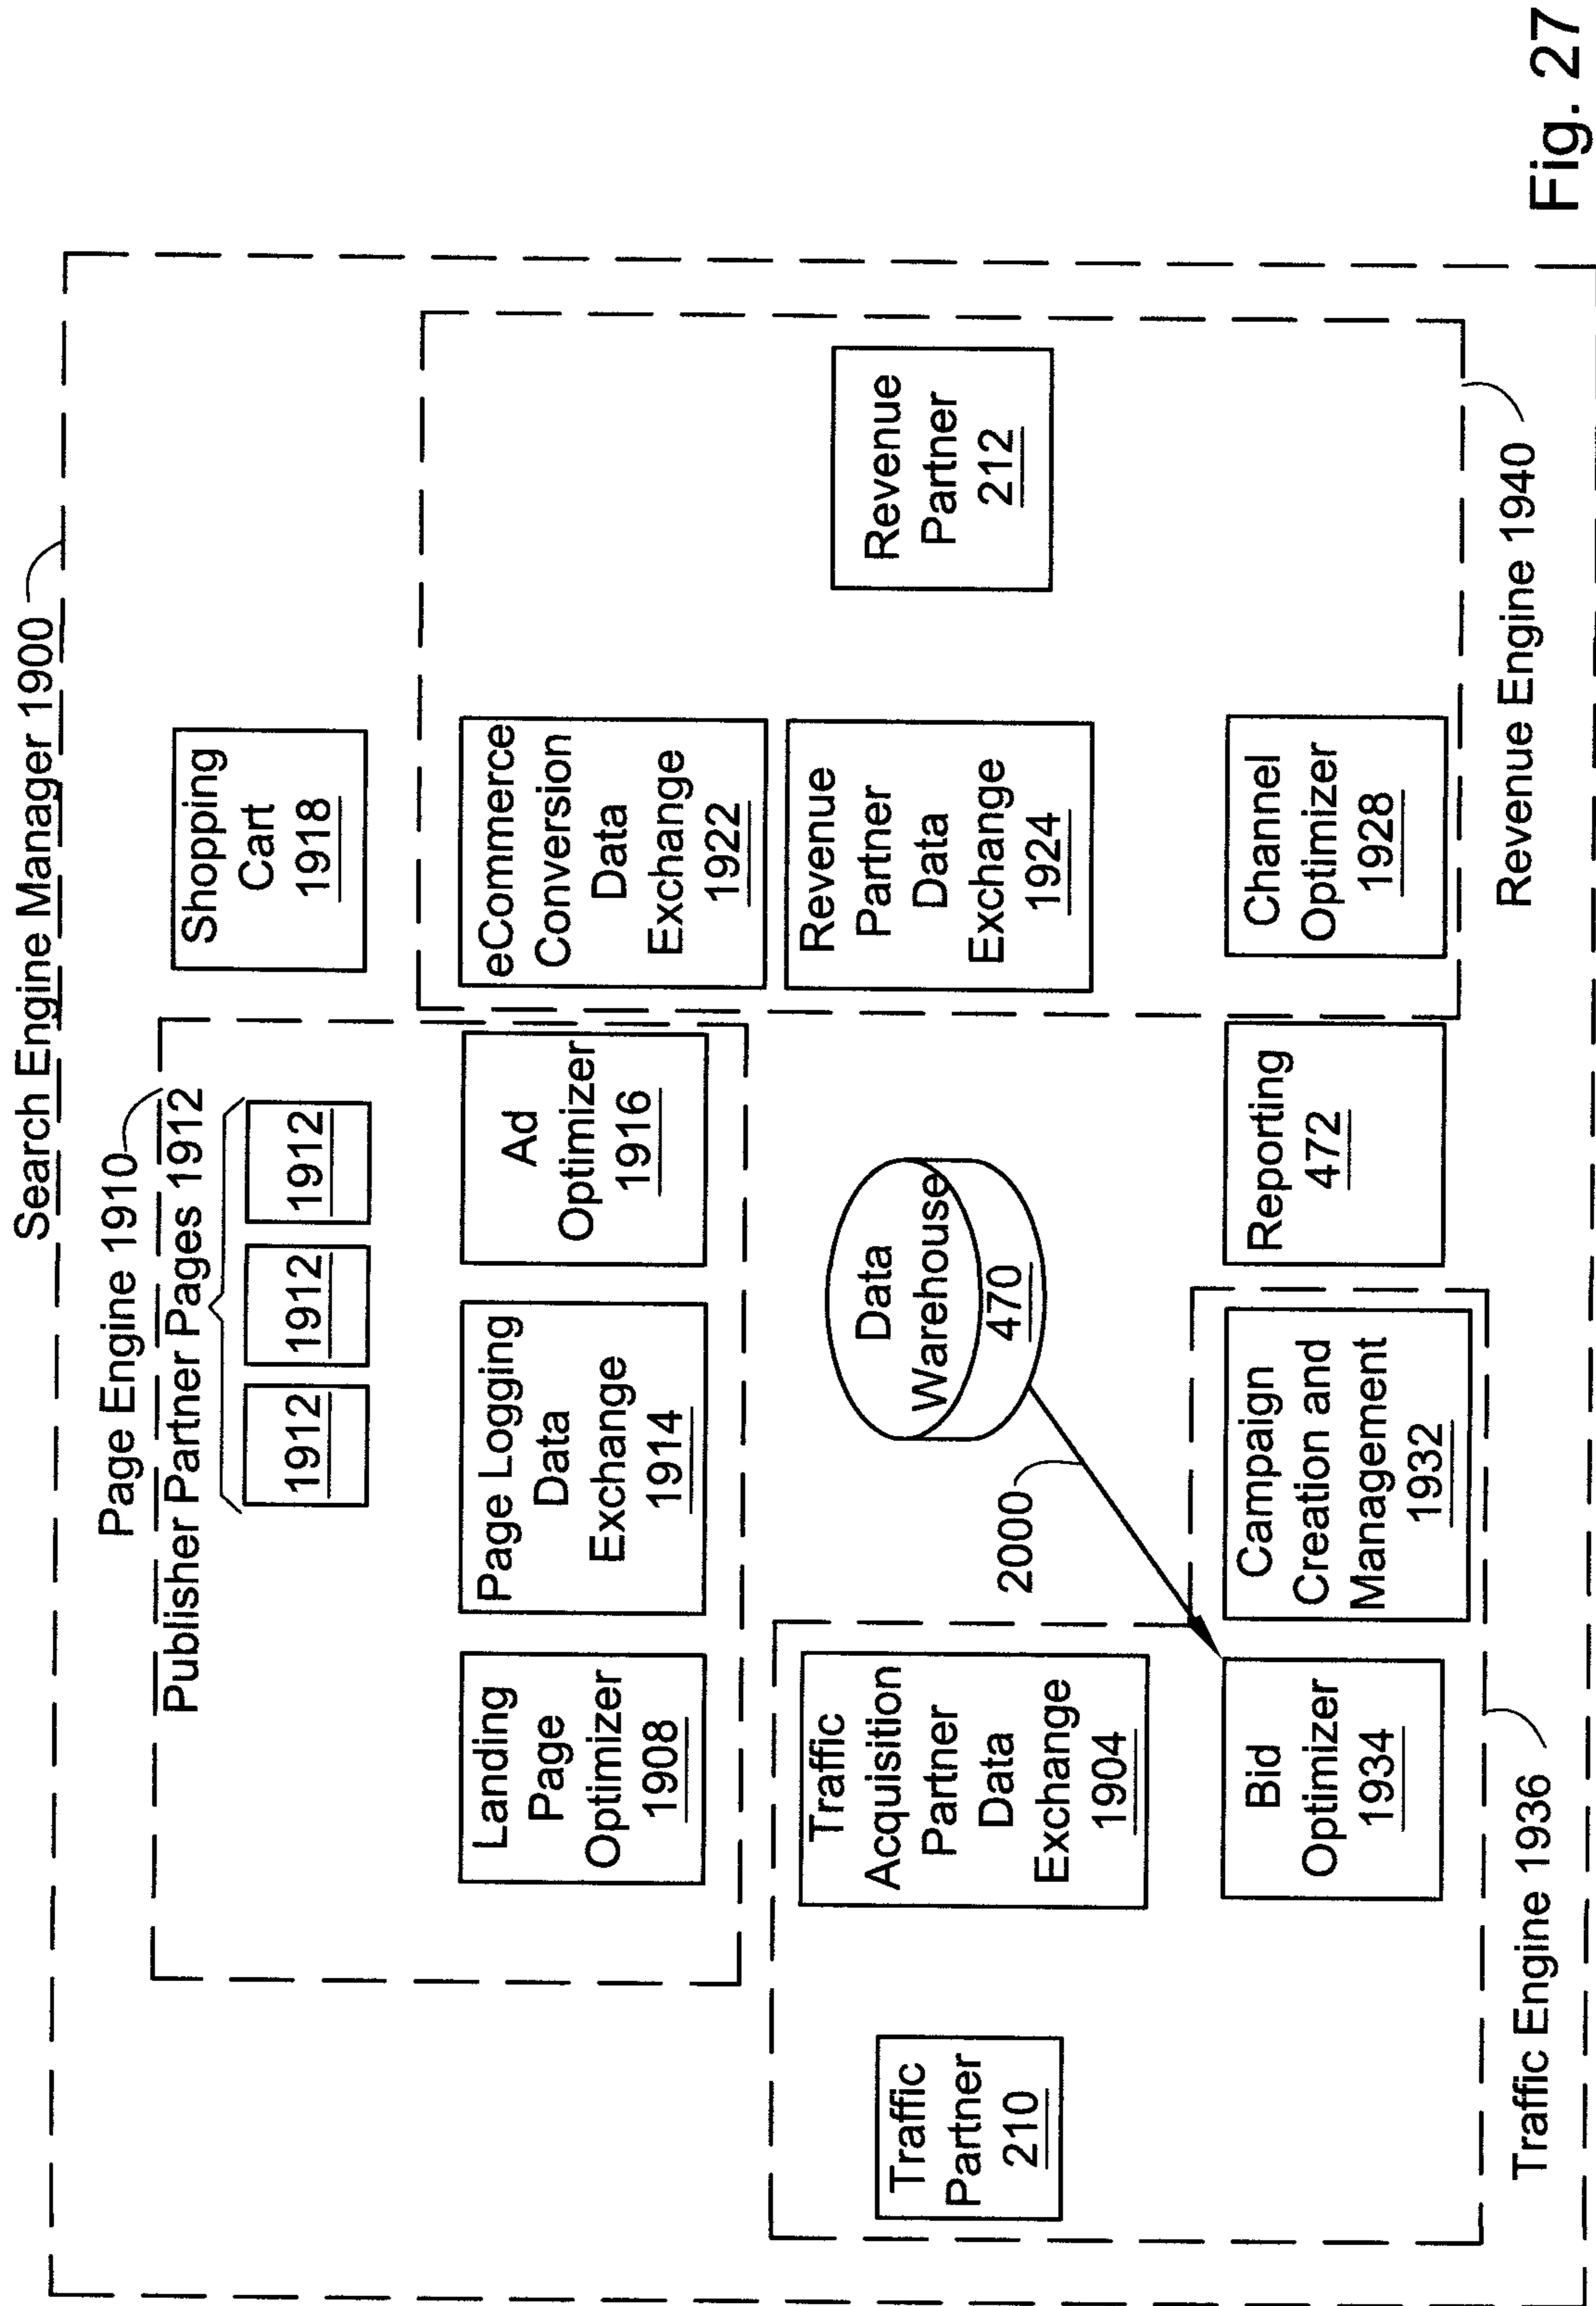 Search Engine Manager 1900
Page Engine 1910
Publisher Partner Pages 1912
1912
1912
1912
Shopping
Cart
1918
Landing
Page
Optimizer
1908
Page Logging
Data
Exchange
1914
Ad
Optimizer
1916
eCommerce
Conversion
Data
Exchange
1922
Traffic
Partner
210
Traffic
Acquisition
Partner
Data
Exchange
1904
Data
Warehouse
470
Revenue
Partner
Data
Exchange
1924
Revenue
Partner
212
2000
Bid
Optimizer
1934
Campaign
Creation and
Management
1932
Reporting
472
Channel
Optimizer
1928
Traffic Engine 1936
Revenue Engine 1940
Fig. 27